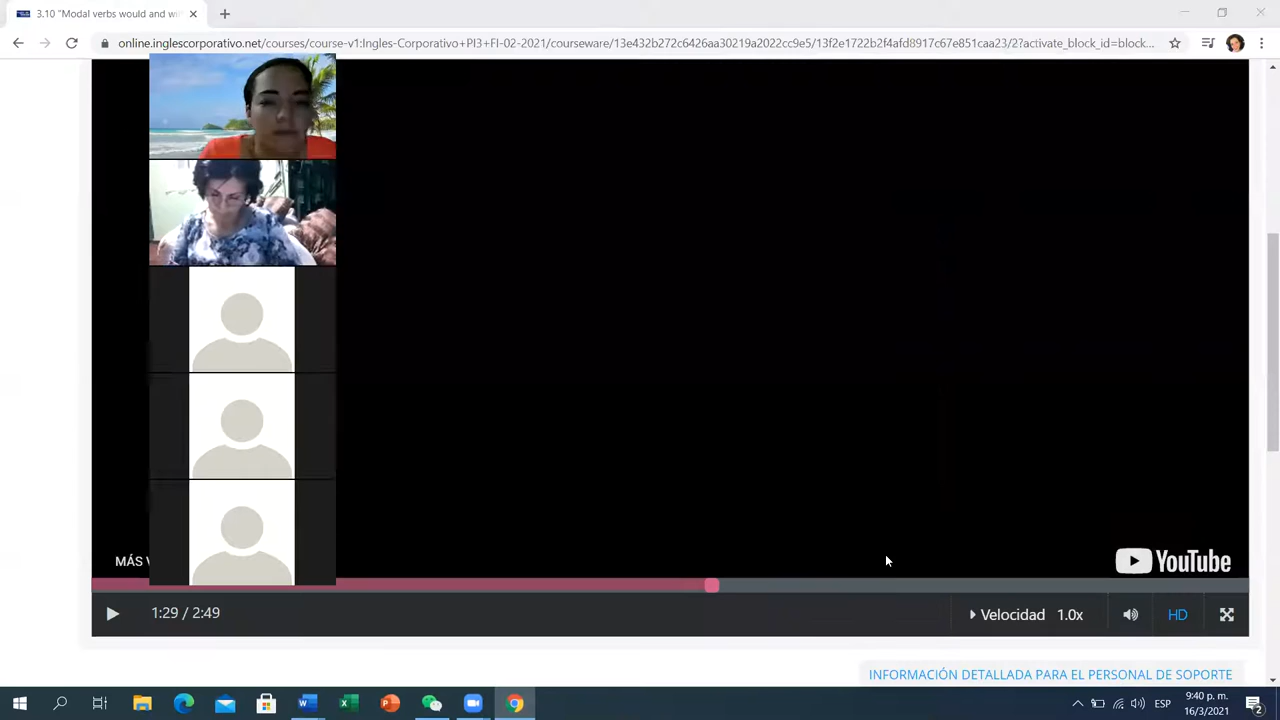 3.10 "Modal verbs would and wi
online.inglescorporativo.net/courses/course-v1:Ingles-Corporativo+PI3+FI-02-2021/courseware/13e432b272c6426aa30219a2022cc9e5/13f2e1722b2f4afd8917c67e851caa23/2?activate_block_id=block...
MÁS V
YouTube
1:29 / 2:49
Velocidad 1.0x
HD
INFORMACIÓN DETALLADA PARA EL PERSONAL DE SOPORTE
ESP
9:40 p. m.
16/3/2021
2